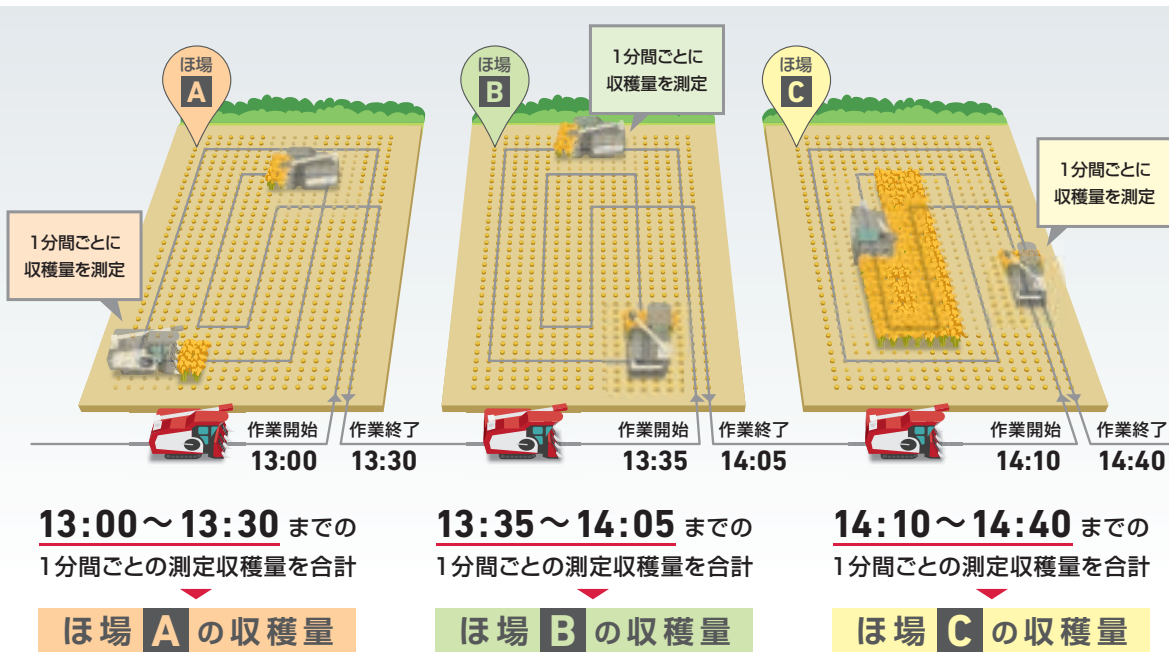 ほ場
A
1分間ごとに
収穫量を測定
作業開始
13:00
作業終了
13:30
13:00～13:30 までの
1分間ごとの測定収穫量を合計
ほ場 A の収穫量
ほ場
B
1分間ごとに
収穫量を測定
作業開始
13:35
作業終了
14:05
13:35～14:05 までの
1分間ごとの測定収穫量を合計
ほ場 B の収穫量
ほ場
C
1分間ごとに
収穫量を測定
作業開始
14:10
作業終了
14:40
14:10～14:40 までの
1分間ごとの測定収穫量を合計
ほ場 C の収穫量